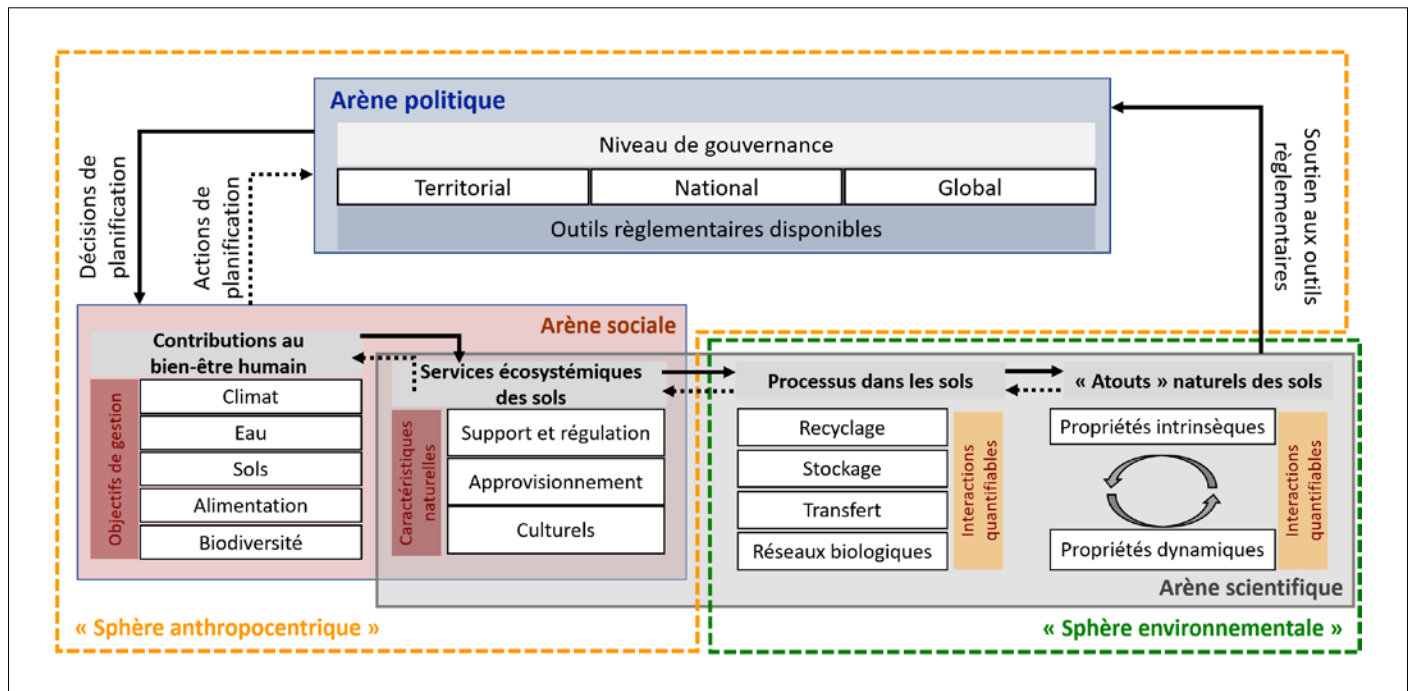 Arène politique
Niveau de gouvernance
Territorial
National
Global
Outils règlementaires disponibles
Décisions de
planification
Actions de
planification
Soutien aux outils
règlementaires
Arène sociale
Contributions au
bien-être humain
Objectifs de gestion
Climat
Eau
Sols
Alimentation
Biodiversité
Services écosystémiques
des sols
Caractéristiques
naturelles
Support et régulation
Approvisionnement
Culturels
Processus dans les sols
Recyclage
Stockage
Transfert
Réseaux biologiques
Interactions
quantifiables
« Atouts » naturels des sols
Propriétés intrinsèques
Propriétés dynamiques
Interactions
quantifiables
Arène scientifique
« Sphère anthropocentrique »
« Sphère environnementale »